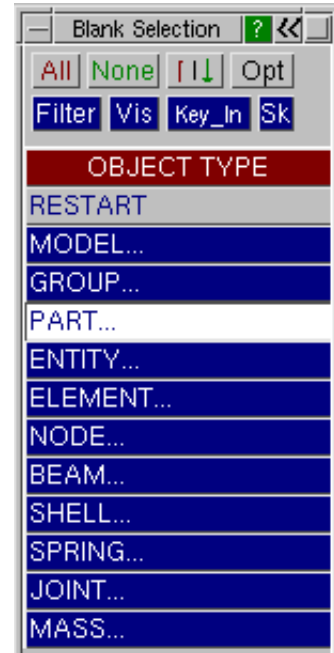 Blank Selection ? <<
All None Opt
Filter Vis Key_In Sk
OBJECT TYPE
RESTART
MODEL...
GROUP...
PART...
ENTITY...
ELEMENT...
NODE...
BEAM...
SHELL...
SPRING...
JOINT...
MASS...